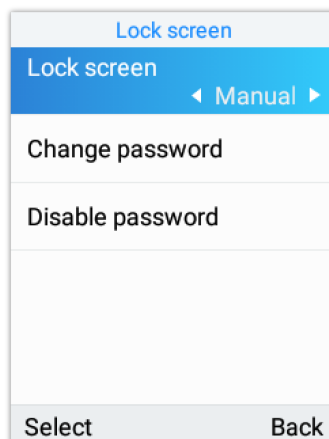 Lock screen
Lock screen
Manual
Change password
Disable password
Select Back